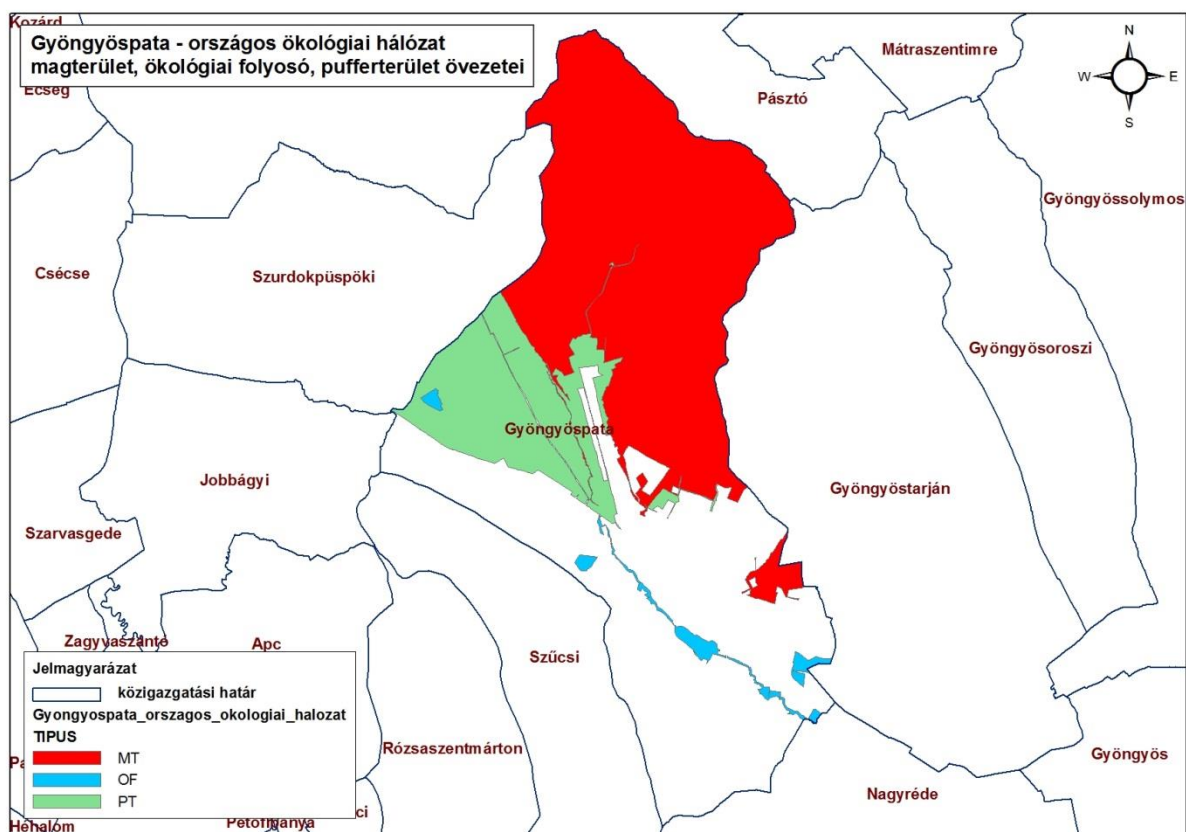 Kozárd
Gyöngyöspata - országos ökológiai hálózat
magterület, ökológiai folyosó, pufferterület övezetei
Ecseg
Mátraszentimre
Pásztó
N
W
E
S
Gyöngyössolymos
Csécse
Szurdokpüspöki
Gyöngyösoroszi
Gyöngyöspata
Jobbágyi
Gyöngyöstarján
Szarvasgede
Zagyvaszántó
Apc
Szűcsi
Jelmagyarázat
közigazgatási határ
Gyongyospata_orszagos_okologiai_halozat
TIPUS
MT
OF
PT
Rózsaszentmárton
Gyöngyös
Nagyréde
Héhalom
Petőfibánya